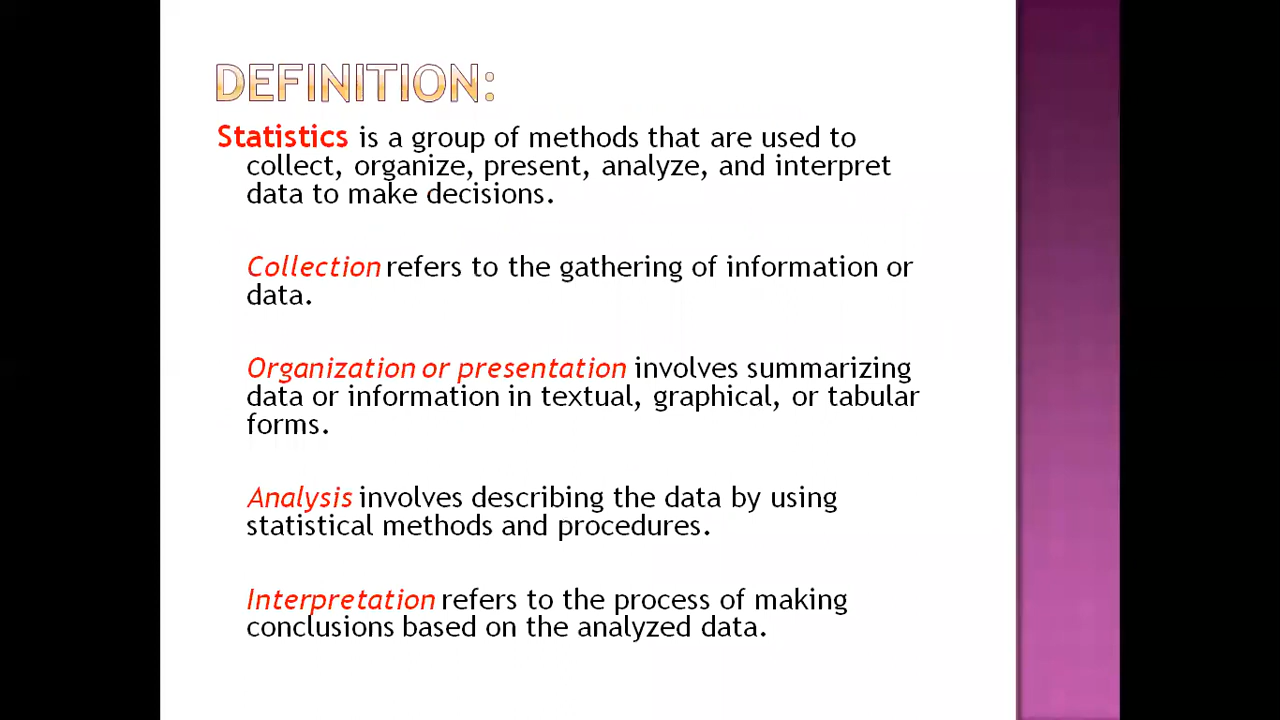 DEFINITION:
Statistics is a group of methods that are used to
collect, organize, present, analyze, and interpret
data to make decisions.
Collection refers to the gathering of information or
data.
Organization or presentation involves summarizing
data or information in textual, graphical, or tabular
forms.
Analysis involves describing the data by using
statistical methods and procedures.
Interpretation refers to the process of making
conclusions based on the analyzed data.